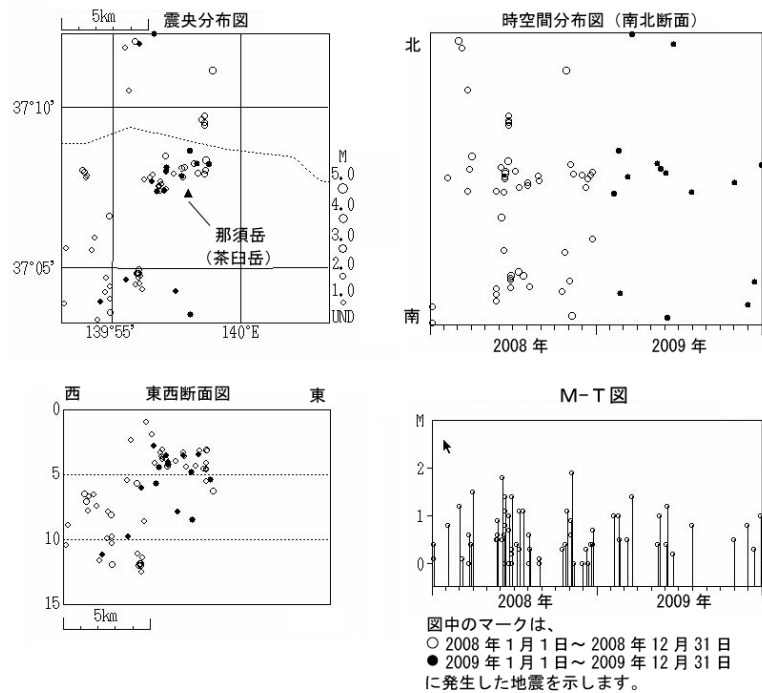 5km
震央分布図
37°10′
M
5.0
4.0
3.0
2.0
1.0
UND
那須岳
(茶臼岳)
37°05′
139°55′
140°E
時空間分布図(南北断面)
北
南
2008 年
2009 年
西
東西断面図
東
0
5
10
15
5km
M-T図
M
2
1
0
2008 年
2009 年
図中のマークは、
○ 2008 年 1 月 1 日~ 2008 年 12 月 31 日
● 2009 年 1 月 1 日~ 2009 年 12 月 31 日
に発生した地震を示します。